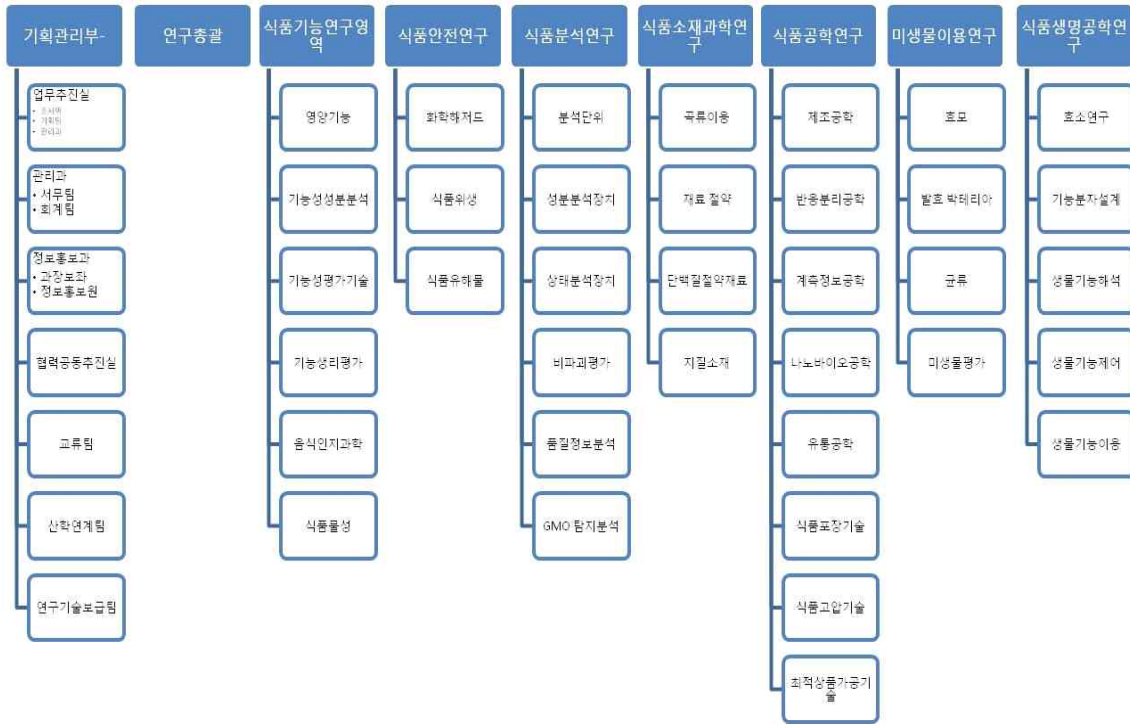 기획관리부-
업무추진실
• 조사역
• 기획팀
• 관리과
관리과
• 서무팀
• 회계팀
정보홍보과
• 과장보좌
• 정보홍보원
협력공동추진실
교류팀
산학연계팀
연구기술보급팀
연구총괄
식품기능연구영
역
영양기능
기능성성분분석
기능성평가기술
기능생리평가
음식인지과학
식품물성
식품안전연구
화학해저드
식품위생
식품유해물
식품분석연구
분석단위
성분분석장치
상태분석장치
비파괴평가
품질정보분석
GMO 탐지분석
식품소재과학연
구
곡류이용
재료 절약
단백질절약재료
지질소재
식품공학연구
제조공학
반응분리공학
계측정보공학
나노바이오공학
유통공학
식품포장기술
식품고압기술
최적상품가공기
술
미생물이용연구
효모
발효 박테리아
균류
미생물평가
식품생명공학연
구
효소연구
기능분자설계
생물기능해석
생물기능제어
생물기능이용